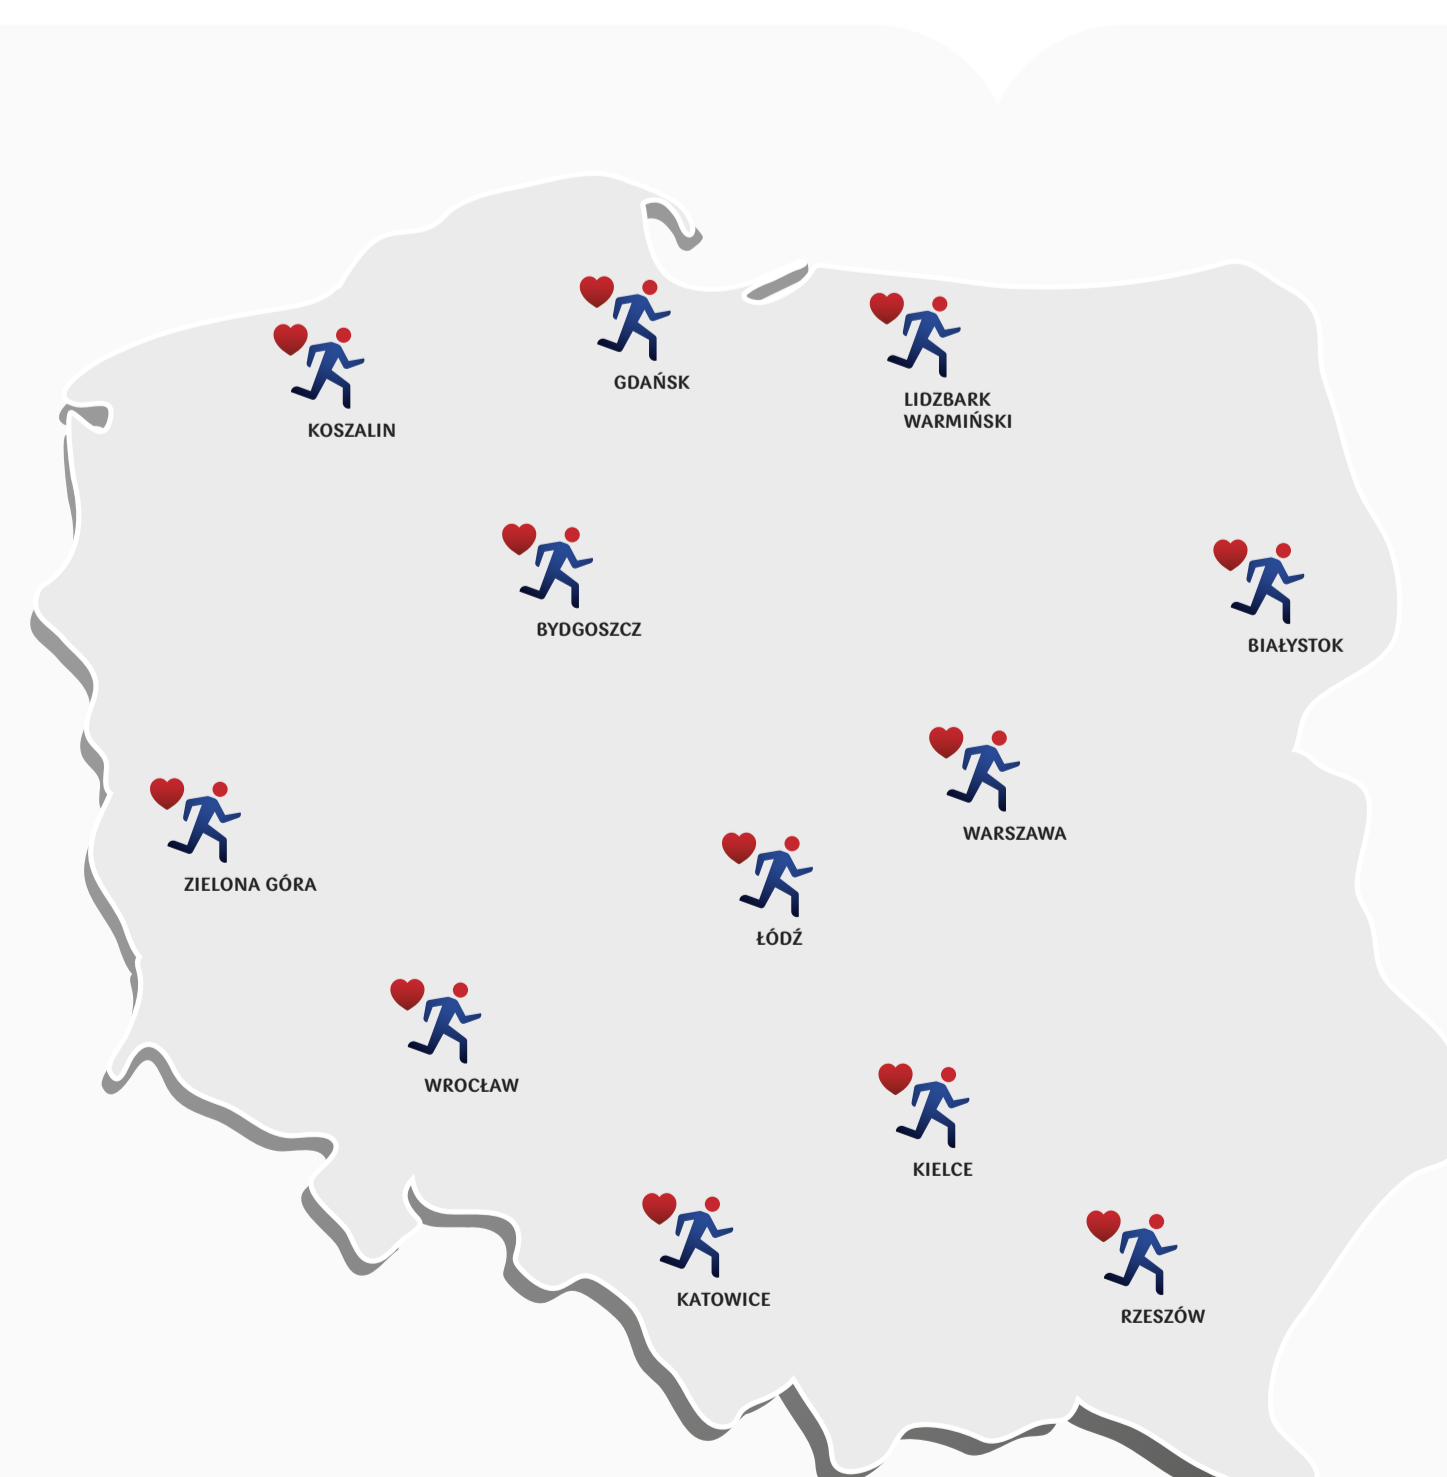 GDAŃSK
LIDZBARK
WARMIŃSKI
KOSZALIN
BYDGOSZCZ
BIAŁYSTOK
WARSZAWA
ZIELONA GÓRA
ŁÓDŹ
WROCŁAW
KIELCE
KATOWICE
RZESZÓW